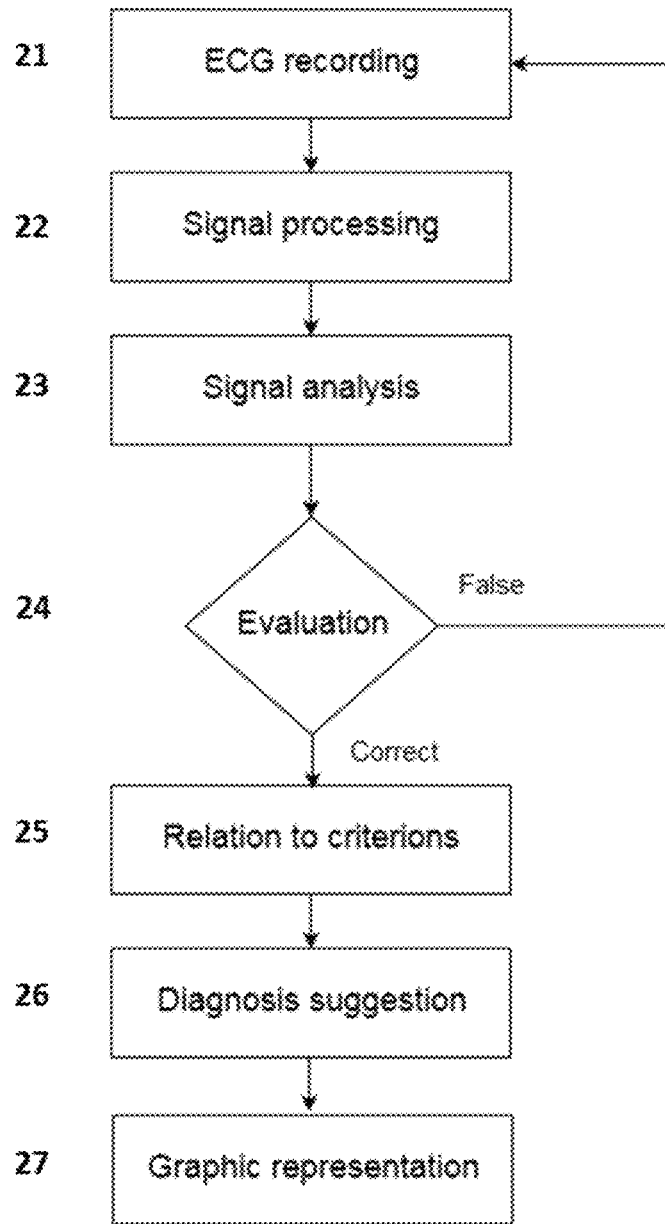 21 ECG recording
22 Signal processing
23 Signal analysis
24 Evaluation False
Correct
25 Relation to criterions
26 Diagnosis suggestion
27 Graphic representation